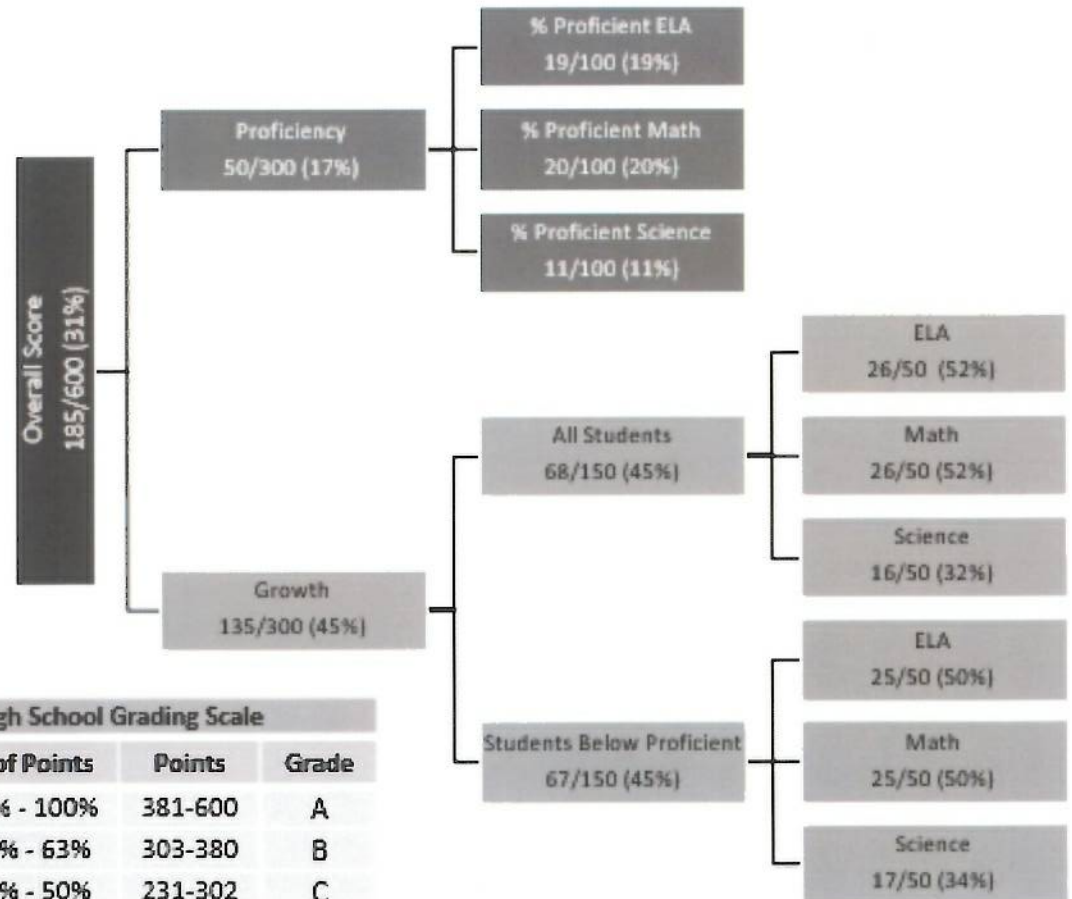 % Proficient ELA
19/100 (19%)
Proficiency
50/300 (17%)
% Proficient Math
20/100 (20%)
% Proficient Science
11/100 (11%)
Overall Score
185/600 (31%)
ELA
26/50 (52%)
All Students
68/150 (45%)
Math
26/50 (52%)
Science
16/50 (32%)
Growth
135/300 (45%)
ELA
25/50 (50%)
Students Below Proficient
67/150 (45%)
Math
25/50 (50%)
Science
17/50 (34%)
School Grading Scale
of Points Points Grade
- 100% 381-600 A
% - 63% 303-380 B
% - 50% 231-302 C